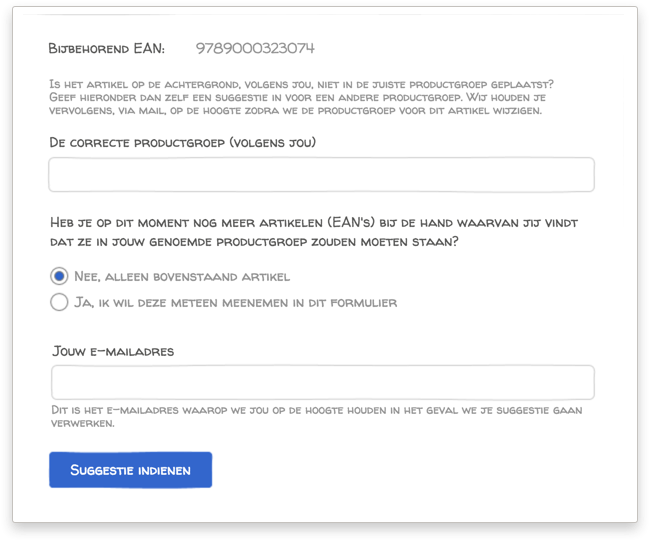 Bijbehorend EAN: 9789000323074
Is het artikel op de achtergrond, volgens jou, niet in de juiste productgroep geplaatst?
Geef hieronder dan zelf een suggestie in voor een andere productgroep. Wij houden je
vervolgens, via mail, op de hoogte zodra we de productgroep voor dit artikel wijzigen.
De correcte productgroep (volgens jou)
Heb je op dit moment nog meer artikelen (EAN's) bij de hand waarvan jij vindt
dat ze in jouw genoemde productgroep zouden moeten staan?
Nee, alleen bovenstaand artikel
Ja, ik wil deze meteen meenemen in dit formulier
Jouw e-mailadres
Dit is het e-mailadres waarop we jou op de hoogte houden in het geval we je suggestie gaan
verwerken.
Suggestie indienen